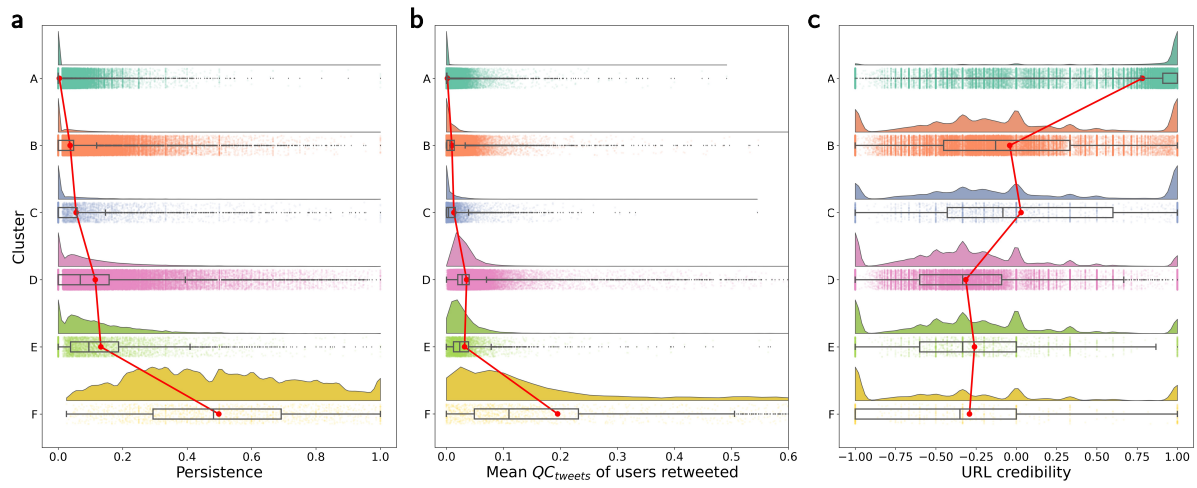 a
b
c
Cluster
A
B
C
D
E
F
0.0 0.2 0.4 0.6 0.8 1.0
Persistence
A
B
C
D
E
F
0.0 0.1 0.2 0.3 0.4 0.5 0.6
Mean QCtweets of users retweeted
A
B
C
D
E
F
−1.00 −0.75 −0.50 −0.25 0.00 0.25 0.50 0.75 1.00
URL credibility